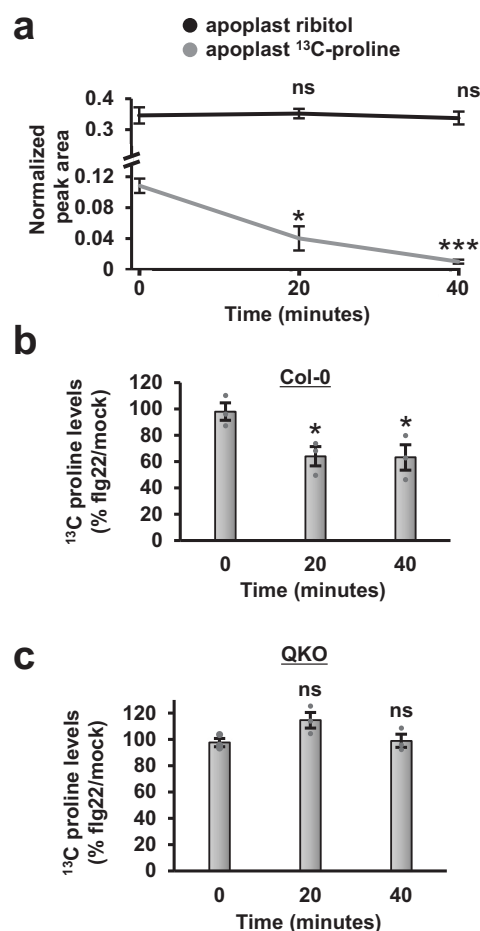 a
apoplast ribitol
apoplast ¹³C-proline
ns ns
0.4
0.3
0.12
0.08
0.04
0
* ***
Normalized
peak area
0 20 40
Time (minutes)
b
Col-0
120
100
80
60
40
20
0
* *
¹³C proline levels
(% flg22/mock)
0 20 40
Time (minutes)
c
QKO
ns ns
120
100
80
60
40
20
0
¹³C proline levels
(% flg22/mock)
0 20 40
Time (minutes)